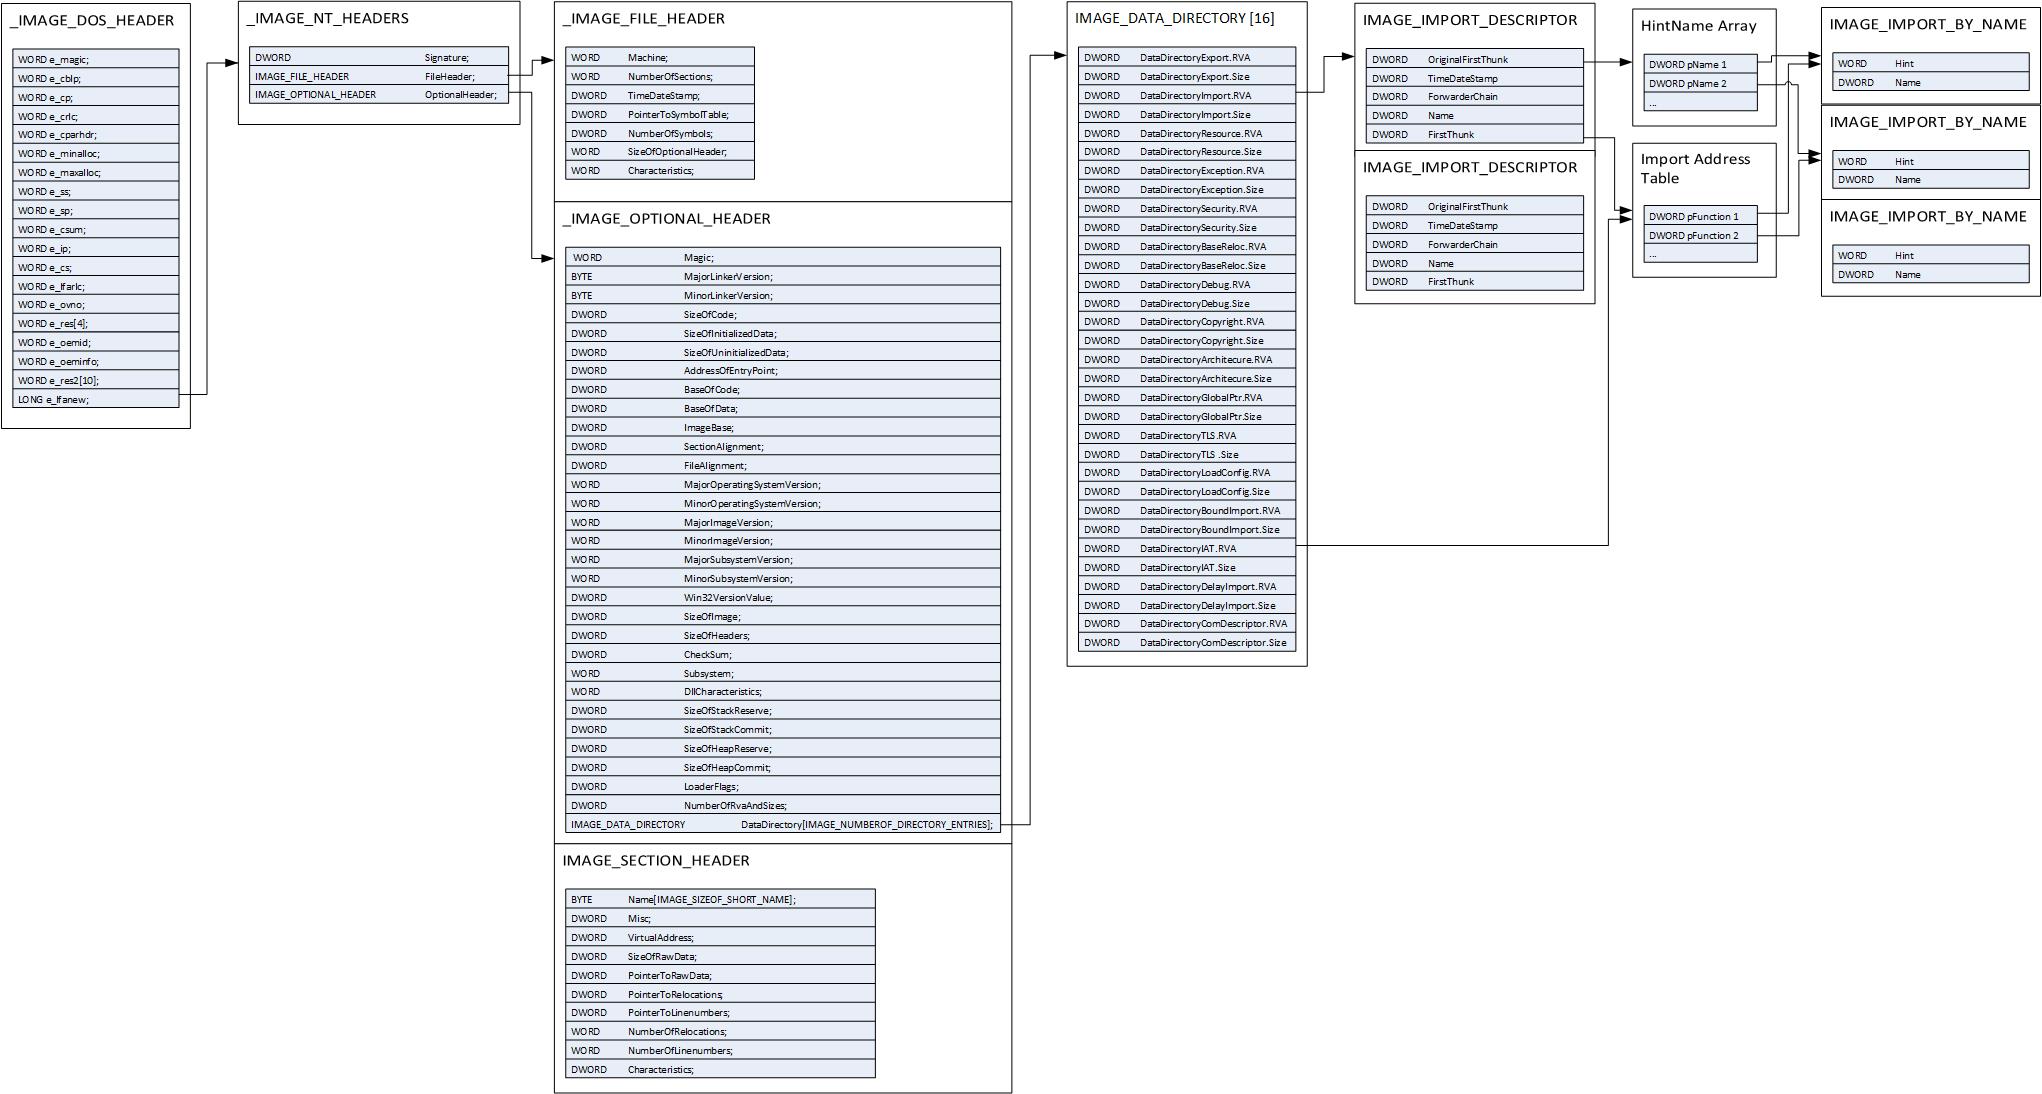 _IMAGE_DOS_HEADER
WORD e_magic;
WORD e_cblp;
WORD e_cp;
WORD e_crlc;
WORD e_cparhdr;
WORD e_minalloc;
WORD e_maxalloc;
WORD e_ss;
WORD e_sp;
WORD e_csum;
WORD e_ip;
WORD e_cs;
WORD e_lfarlc;
WORD e_ovno;
WORD e_res[4];
WORD e_oemid;
WORD e_oeminfo;
WORD e_res2[10];
LONG e_lfanew;
_IMAGE_NT_HEADERS
DWORD Signature;
IMAGE_FILE_HEADER FileHeader;
IMAGE_OPTIONAL_HEADER OptionalHeader;
_IMAGE_FILE_HEADER
WORD Machine;
WORD NumberOfSections;
DWORD TimeDateStamp;
DWORD PointerToSymbolTable;
DWORD NumberOfSymbols;
WORD SizeOfOptionalHeader;
WORD Characteristics;
_IMAGE_OPTIONAL_HEADER
WORD Magic;
BYTE MajorLinkerVersion;
BYTE MinorLinkerVersion;
DWORD SizeOfCode;
DWORD SizeOfInitializedData;
DWORD SizeOfUninitializedData;
DWORD AddressOfEntryPoint;
DWORD BaseOfCode;
DWORD BaseOfData;
DWORD ImageBase;
DWORD SectionAlignment;
DWORD FileAlignment;
WORD MajorOperatingSystemVersion;
WORD MinorOperatingSystemVersion;
WORD MajorImageVersion;
WORD MinorImageVersion;
WORD MajorSubsystemVersion;
WORD MinorSubsystemVersion;
DWORD Win32VersionValue;
DWORD SizeOfImage;
DWORD SizeOfHeaders;
DWORD CheckSum;
WORD Subsystem;
WORD DllCharacteristics;
DWORD SizeOfStackReserve;
DWORD SizeOfStackCommit;
DWORD SizeOfHeapReserve;
DWORD SizeOfHeapCommit;
DWORD LoaderFlags;
DWORD NumberOfRvaAndSizes;
IMAGE_DATA_DIRECTORY DataDirectory[IMAGE_NUMBEROF_DIRECTORY_ENTRIES];
IMAGE_SECTION_HEADER
BYTE Name[IMAGE_SIZEOF_SHORT_NAME];
DWORD Misc;
DWORD VirtualAddress;
DWORD SizeOfRawData;
DWORD PointerToRawData;
DWORD PointerToRelocations;
DWORD PointerToLinenumbers;
WORD NumberOfRelocations;
WORD NumberOfLinenumbers;
DWORD Characteristics;
IMAGE_DATA_DIRECTORY [16]
DWORD DataDirectoryExport.RVA
DWORD DataDirectoryExport.Size
DWORD DataDirectoryImport.RVA
DWORD DataDirectoryImport.Size
DWORD DataDirectoryResource.RVA
DWORD DataDirectoryResource.Size
DWORD DataDirectoryException.RVA
DWORD DataDirectoryException.Size
DWORD DataDirectorySecurity.RVA
DWORD DataDirectorySecurity.Size
DWORD DataDirectoryBaseReloc.RVA
DWORD DataDirectoryBaseReloc.Size
DWORD DataDirectoryDebug.RVA
DWORD DataDirectoryDebug.Size
DWORD DataDirectoryCopyright.RVA
DWORD DataDirectoryCopyright.Size
DWORD DataDirectoryArchitecure.RVA
DWORD DataDirectoryArchitecure.Size
DWORD DataDirectoryGlobalPtr.RVA
DWORD DataDirectoryGlobalPtr.Size
DWORD DataDirectoryTLS.RVA
DWORD DataDirectoryTLS .Size
DWORD DataDirectoryLoadConfig.RVA
DWORD DataDirectoryLoadConfig.Size
DWORD DataDirectoryBoundImport.RVA
DWORD DataDirectoryBoundImport.Size
DWORD DataDirectoryIAT.RVA
DWORD DataDirectoryIAT.Size
DWORD DataDirectoryDelayImport.RVA
DWORD DataDirectoryDelayImport.Size
DWORD DataDirectoryComDescriptor.RVA
DWORD DataDirectoryComDescriptor.Size
IMAGE_IMPORT_DESCRIPTOR
DWORD OriginalFirstThunk
DWORD TimeDateStamp
DWORD ForwarderChain
DWORD Name
DWORD FirstThunk
IMAGE_IMPORT_DESCRIPTOR
DWORD OriginalFirstThunk
DWORD TimeDateStamp
DWORD ForwarderChain
DWORD Name
DWORD FirstThunk
HintName Array
DWORD pName 1
DWORD pName 2
...
Import Address
Table
DWORD pFunction 1
DWORD pFunction 2
...
IMAGE_IMPORT_BY_NAME
WORD Hint
DWORD Name
IMAGE_IMPORT_BY_NAME
WORD Hint
DWORD Name
IMAGE_IMPORT_BY_NAME
WORD Hint
DWORD Name